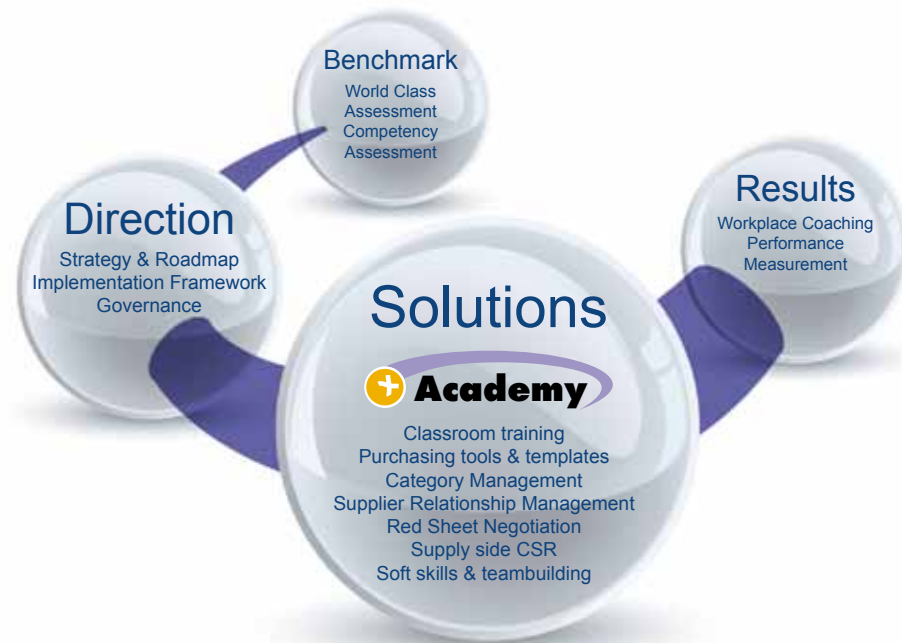 Benchmark
World Class
Assessment
Competency
Assessment
Direction
Strategy & Roadmap
Implementation Framework
Governance
Results
Workplace Coaching
Performance
Measurement
Solutions
+ Academy
Classroom training
Purchasing tools & templates
Category Management
Supplier Relationship Management
Red Sheet Negotiation
Supply side CSR
Soft skills & teambuilding